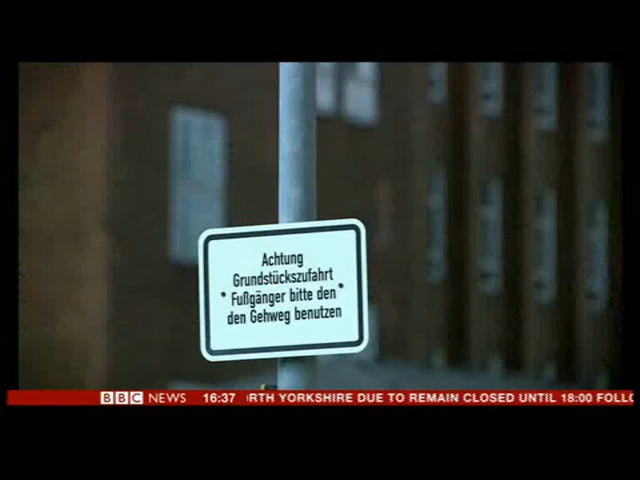 Achtung
Grundstückszufahrt
Fußgänger bitte den
den Gehweg benutzen
BBC NEWS 16:37 RTH YORKSHIRE DUE TO REMAIN CLOSED UNTIL 18:00 FOLL